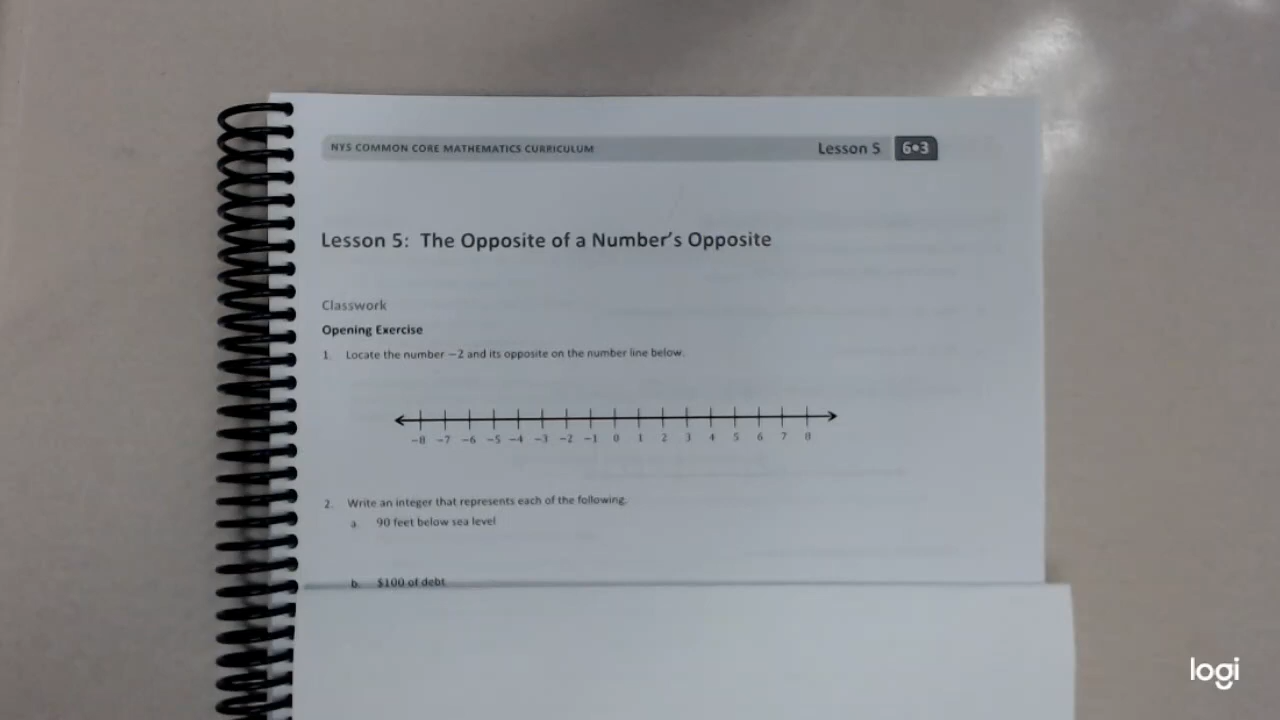 NYS COMMON CORE MATHEMATICS CURRICULUM Lesson 5 6•3
Lesson 5: The Opposite of a Number's Opposite
Classwork
Opening Exercise
1. Locate the number −2 and its opposite on the number line below.
−8 −7 −6 −5 −4 −3 −2 −1 0 1 2 3 4 5 6 7 8
2. Write an integer that represents each of the following.
a. 90 feet below sea level
b. $100 of debt
logi